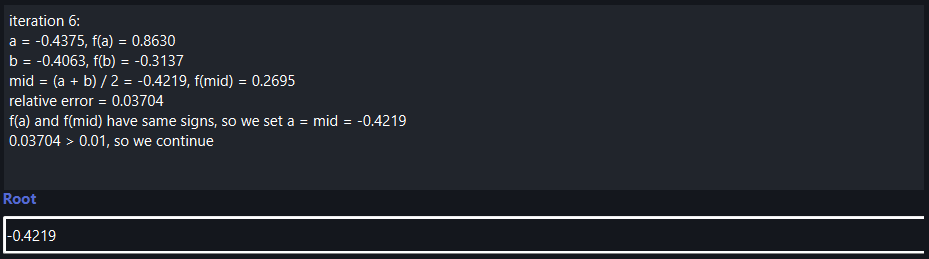 iteration 6:
a = -0.4375, f(a) = 0.8630
b = -0.4063, f(b) = -0.3137
mid = (a + b) / 2 = -0.4219, f(mid) = 0.2695
relative error = 0.03704
f(a) and f(mid) have same signs, so we set a = mid = -0.4219
0.03704 > 0.01, so we continue
Root
-0.4219